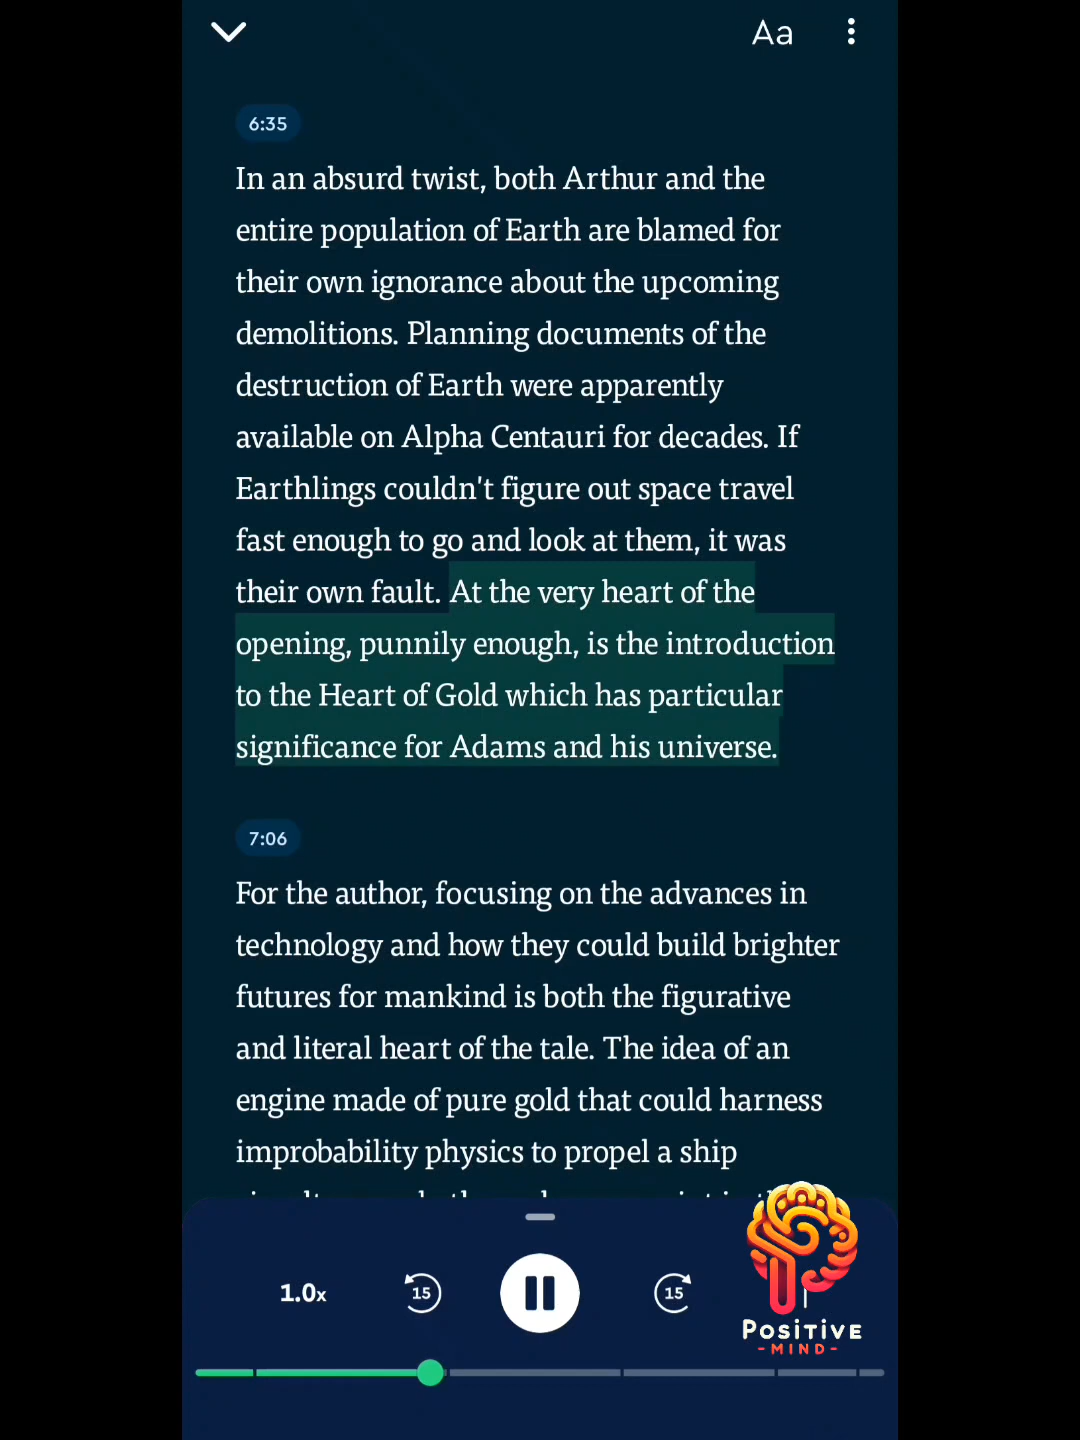 Aa
6:35
In an absurd twist, both Arthur and the
entire population of Earth are blamed for
their own ignorance about the upcoming
demolitions. Planning documents of the
destruction of Earth were apparently
available on Alpha Centauri for decades. If
Earthlings couldn't figure out space travel
fast enough to go and look at them, it was
their own fault. At the very heart of the
opening, punnily enough, is the introduction
to the Heart of Gold which has particular
significance for Adams and his universe.
7:06
For the author, focusing on the advances in
technology and how they could build brighter
futures for mankind is both the figurative
and literal heart of the tale. The idea of an
engine made of pure gold that could harness
improbability physics to propel a ship
1.0x
15
15
POSITIVE
-MIND-